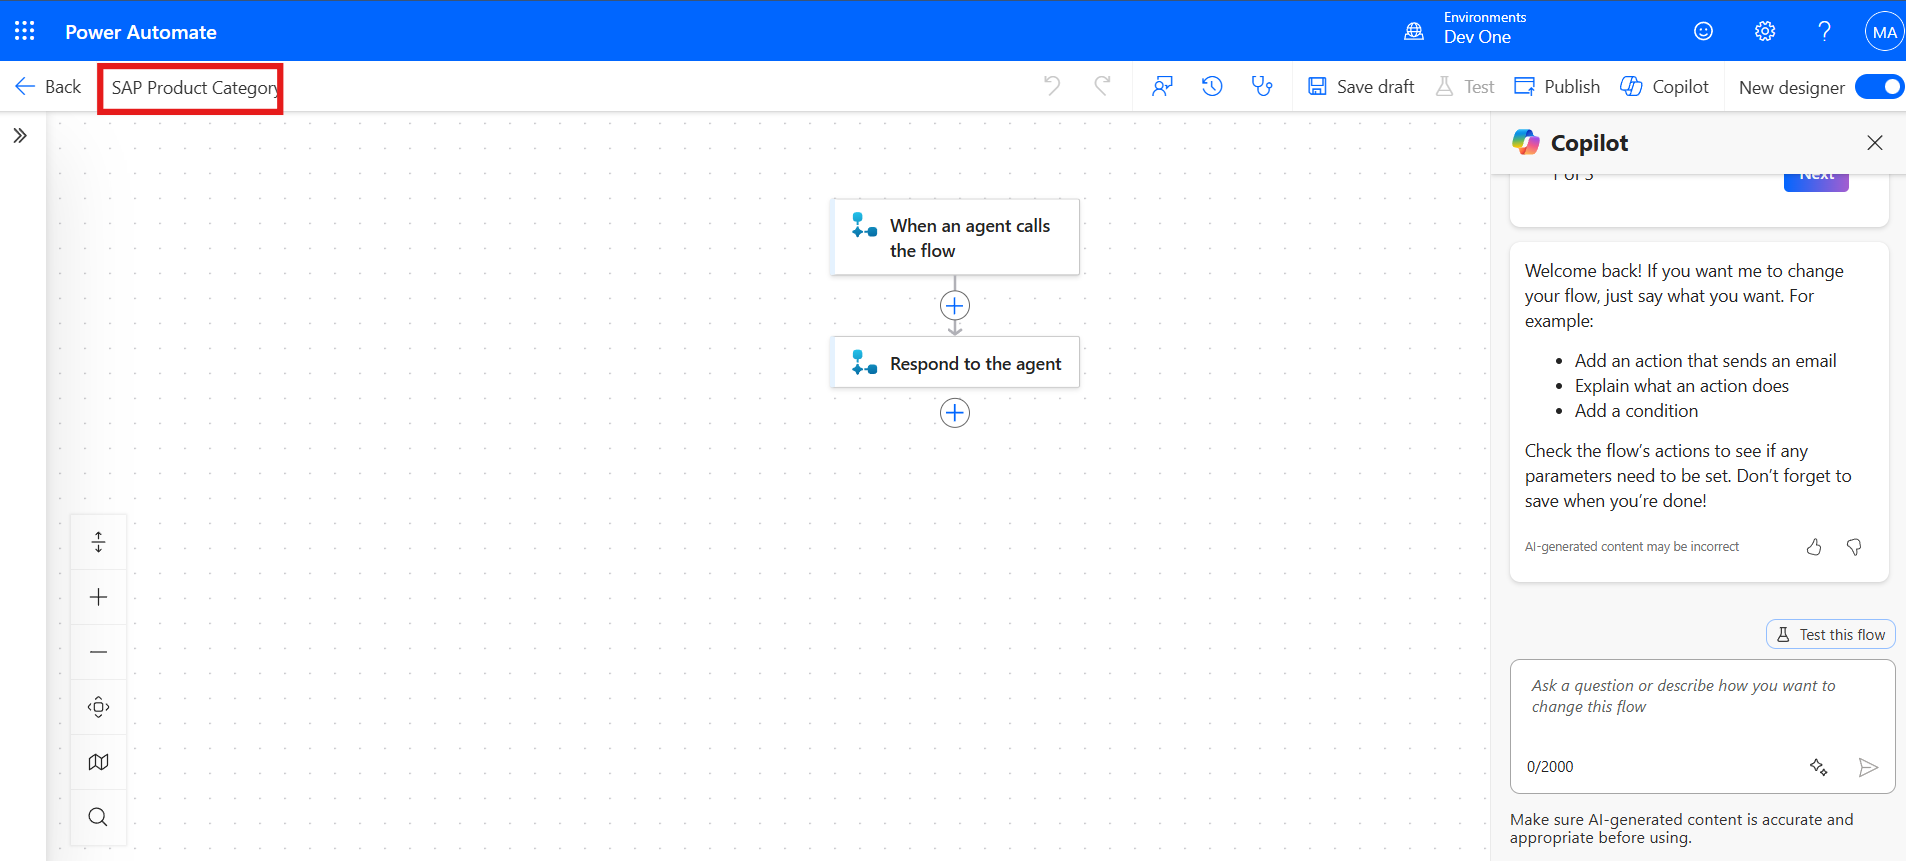 Power Automate
Environments
Dev One
MA
Back
SAP Product Category
Save draft
Test
Publish
Copilot
New designer
When an agent calls
the flow
Respond to the agent
Copilot
1 of 5
Next
Welcome back! If you want me to change
your flow, just say what you want. For
example:
• Add an action that sends an email
• Explain what an action does
• Add a condition
Check the flow’s actions to see if any
parameters need to be set. Don’t forget to
save when you’re done!
AI-generated content may be incorrect
Test this flow
Ask a question or describe how you want to
change this flow
0/2000
Make sure AI-generated content is accurate and
appropriate before using.